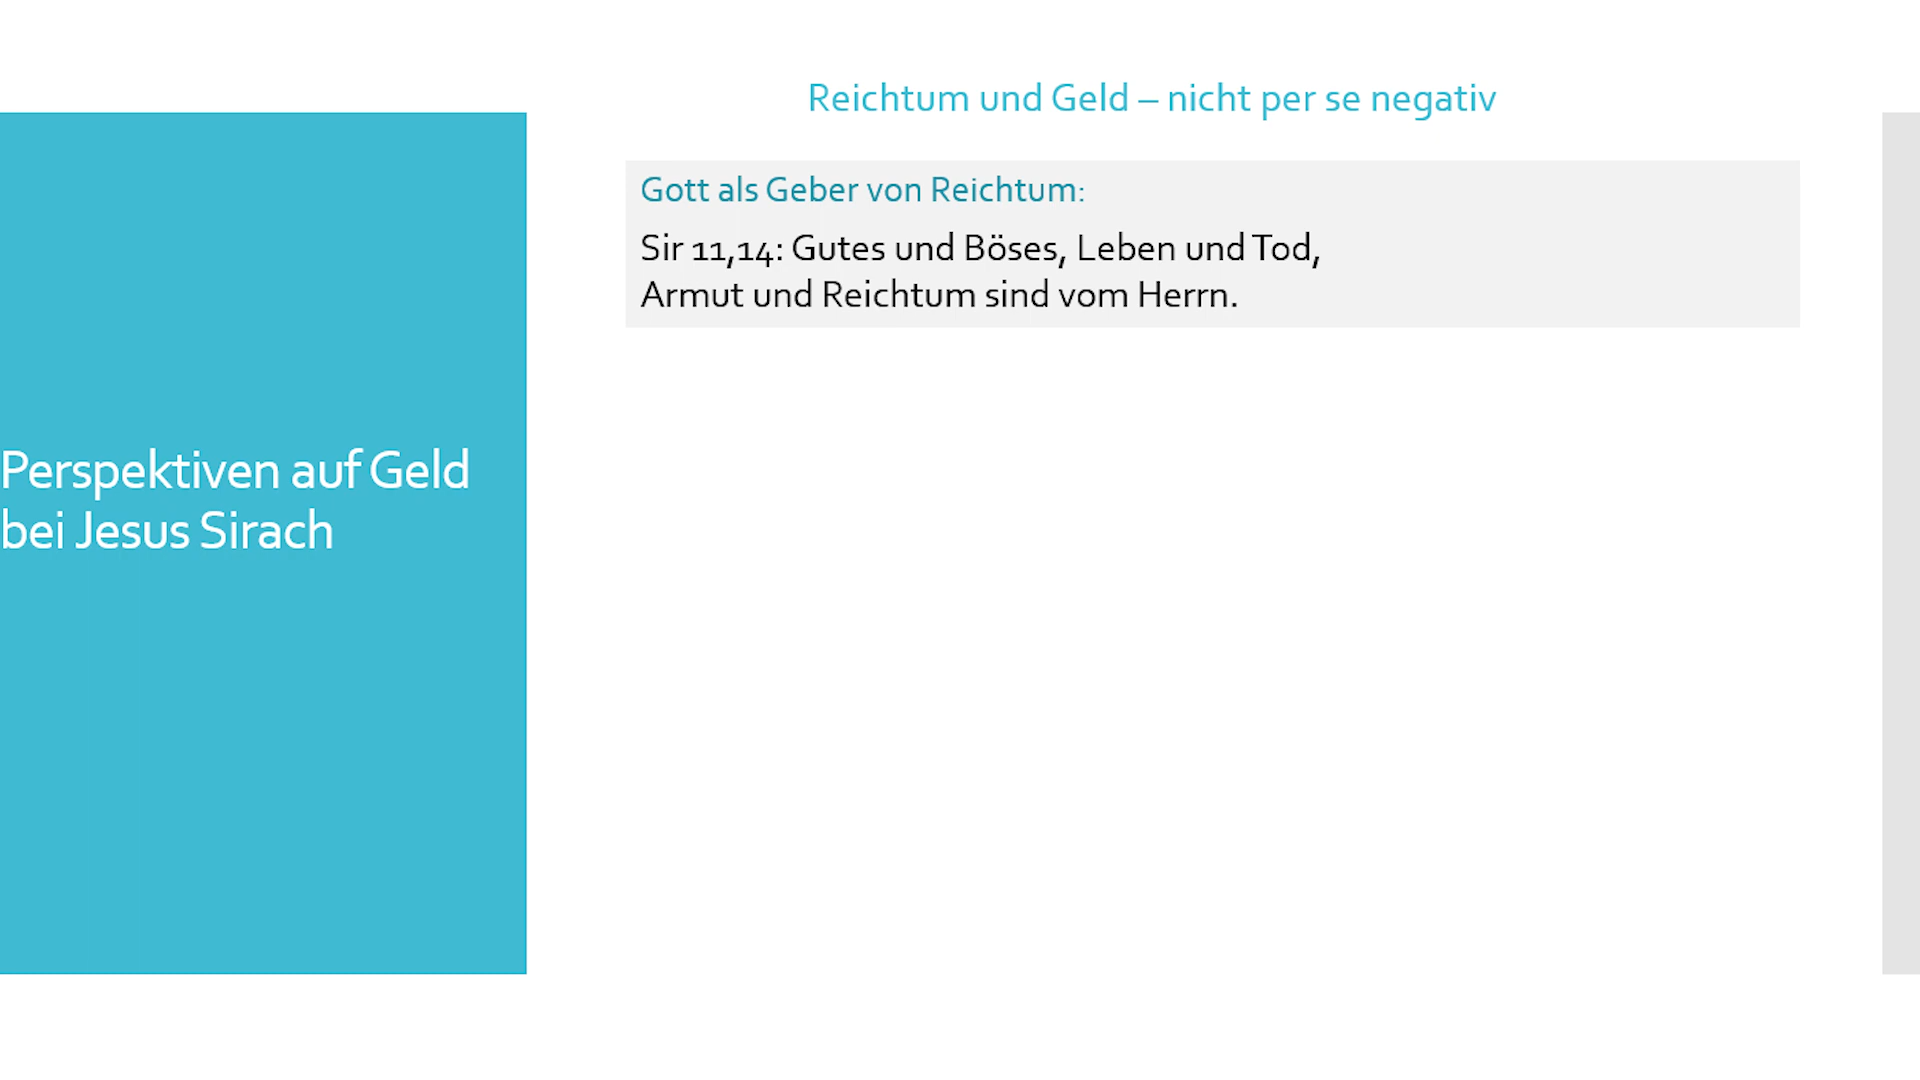 Reichtum und Geld – nicht per se negativ
Gott als Geber von Reichtum:
Sir 11,14: Gutes und Böses, Leben und Tod,
Armut und Reichtum sind vom Herrn.
Perspektiven auf Geld
bei Jesus Sirach